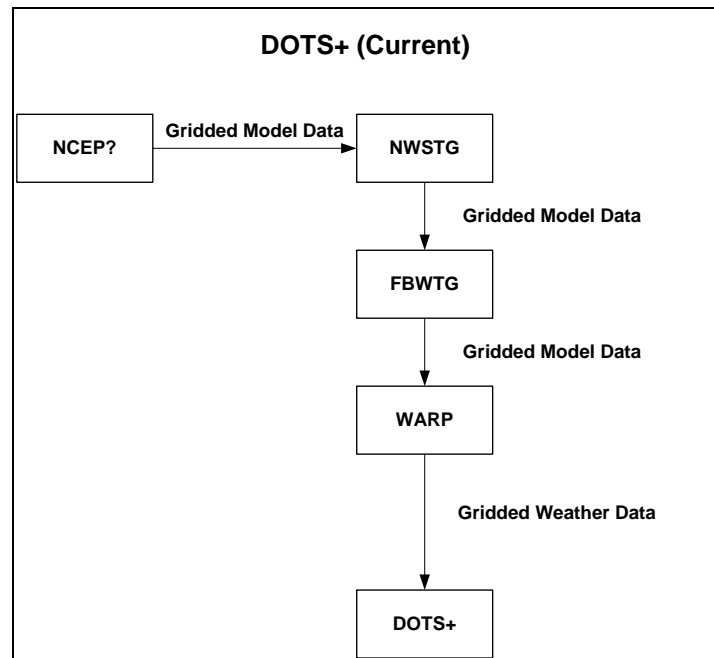 DOTS+ (Current)
Gridded Model Data
NCEP?
NWSTG
Gridded Model Data
FBWTG
Gridded Model Data
WARP
Gridded Weather Data
DOTS+